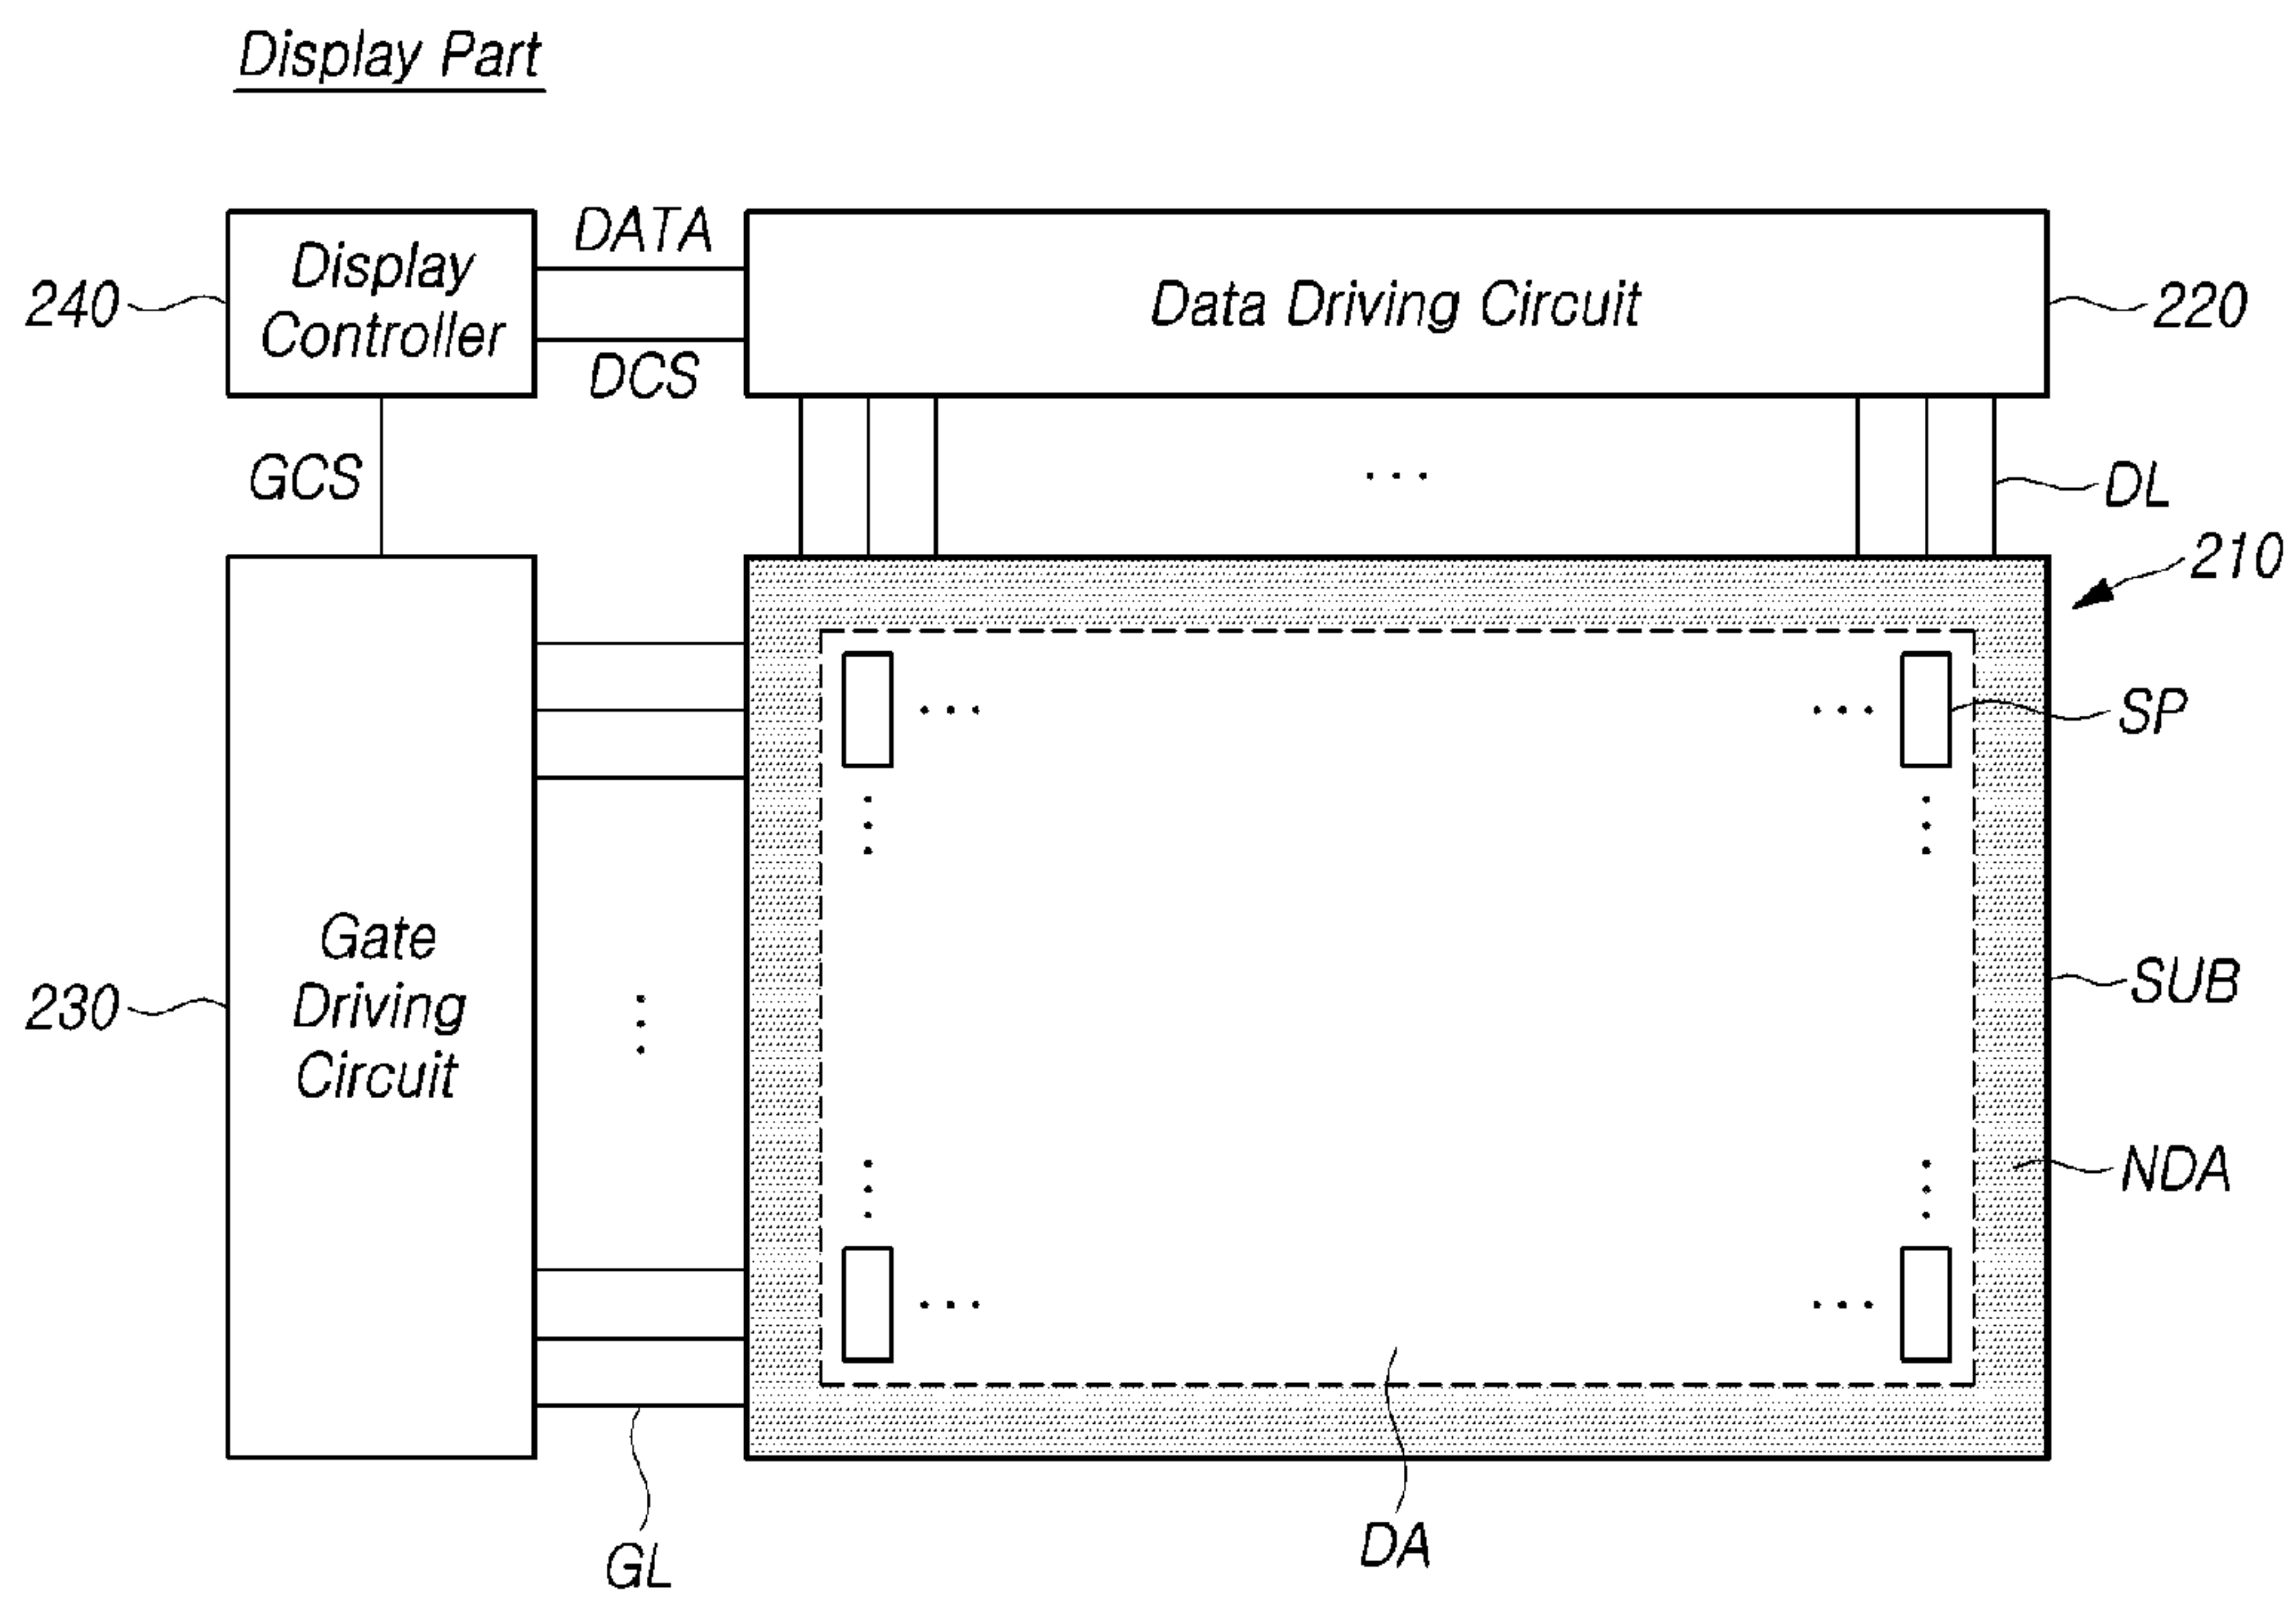 Display Part
DATA
Display
Controller
240
Data Driving Circuit
220
DCS
GCS
DL
210
SP
Gate
Driving
Circuit
230
SUB
NDA
DA
GL